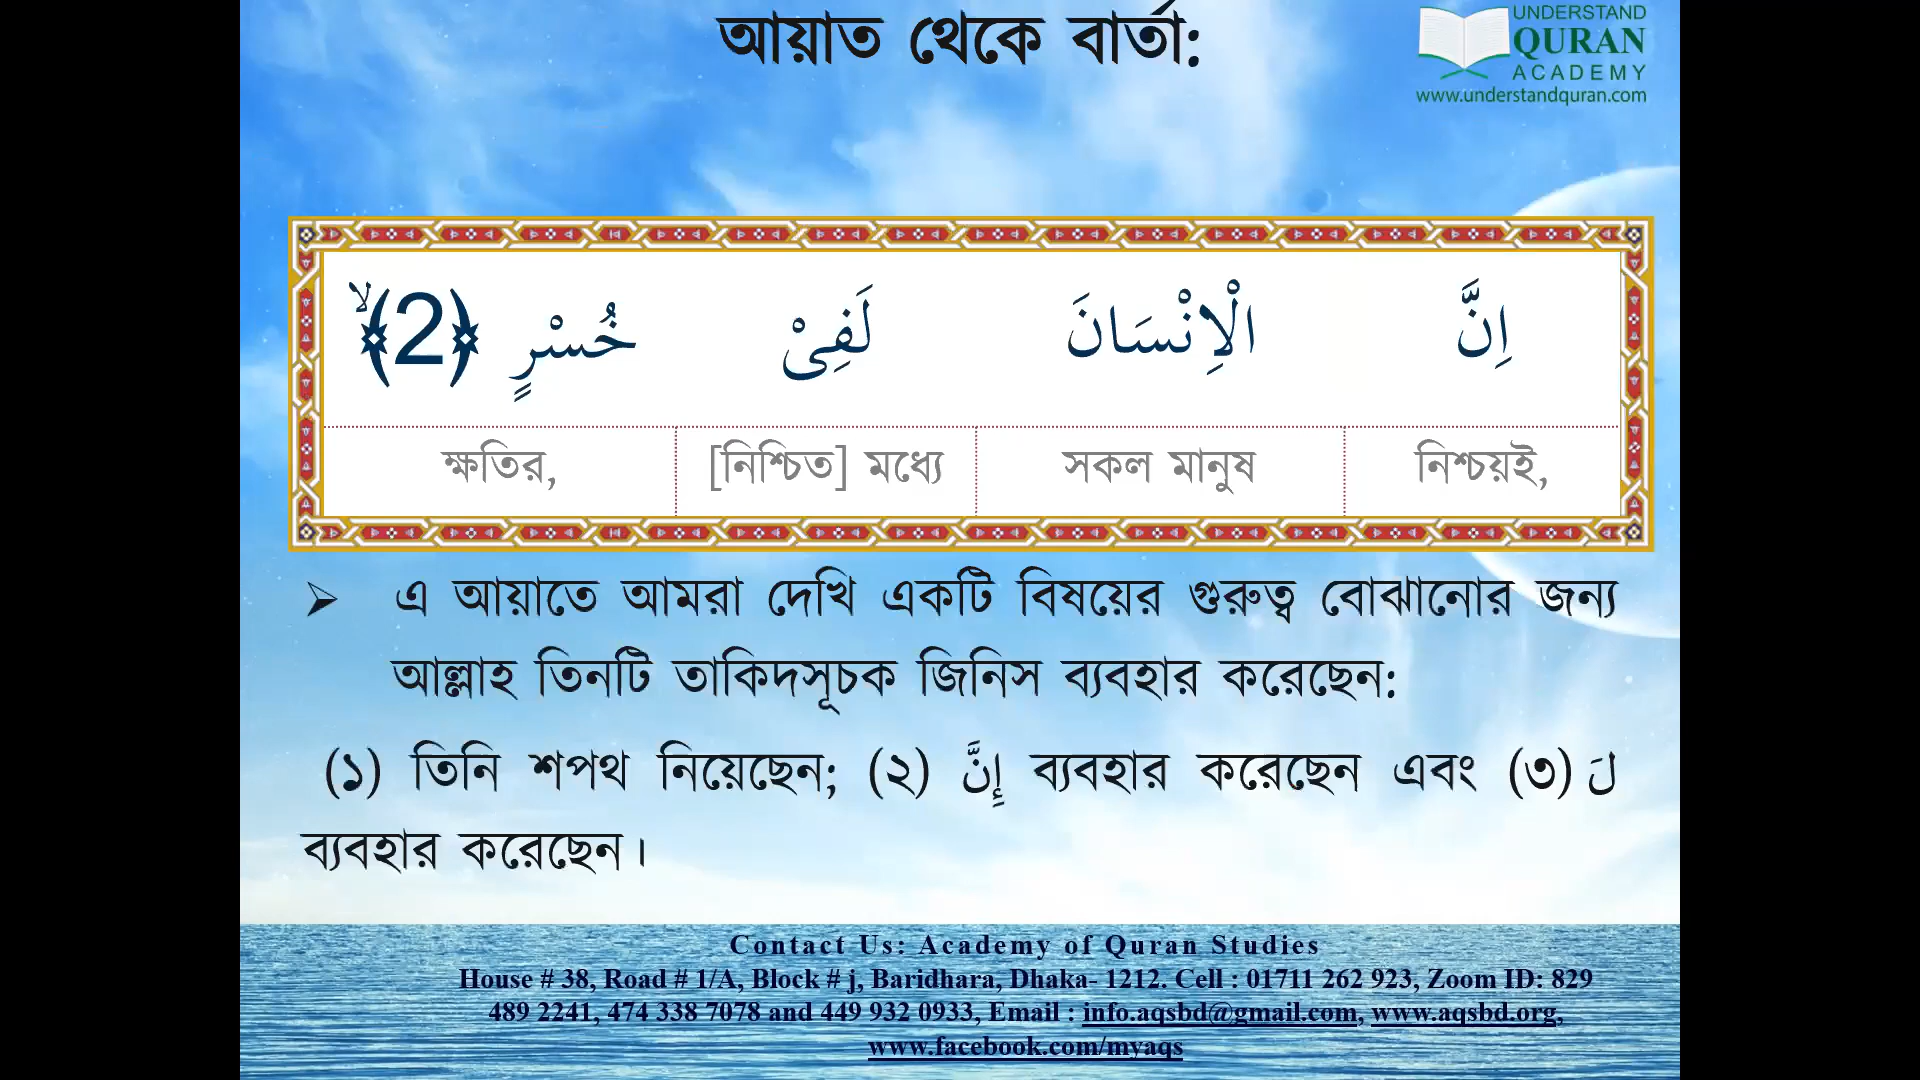 আয়াত থেকে বার্তা:
UNDERSTAND
QURAN
ACADEMY
www.understandquran.com
اِنَّ الْاِنْسَانَ لَفِیْ خُسْرٍ ﴿2﴾ۙ
নিশ্চয়ই, সকল মানুষ [নিশ্চিত] মধ্যে ক্ষতির,
➢ এ আয়াতে আমরা দেখি একটি বিষয়ের গুরুত্ব বোঝানোর জন্য
আল্লাহ তিনটি তাকিদসূচক জিনিস ব্যবহার করেছেন:
(১) তিনি শপথ নিয়েছেন; (২) إِنَّ ব্যবহার করেছেন এবং (৩) لَ
ব্যবহার করেছেন।
Contact Us: Academy of Quran Studies
House # 38, Road # 1/A, Block # j, Baridhara, Dhaka- 1212. Cell : 01711 262 923, Zoom ID: 829
489 2241, 474 338 7078 and 449 932 0933, Email : info.aqsbd@gmail.com, www.aqsbd.org,
www.facebook.com/myaqs